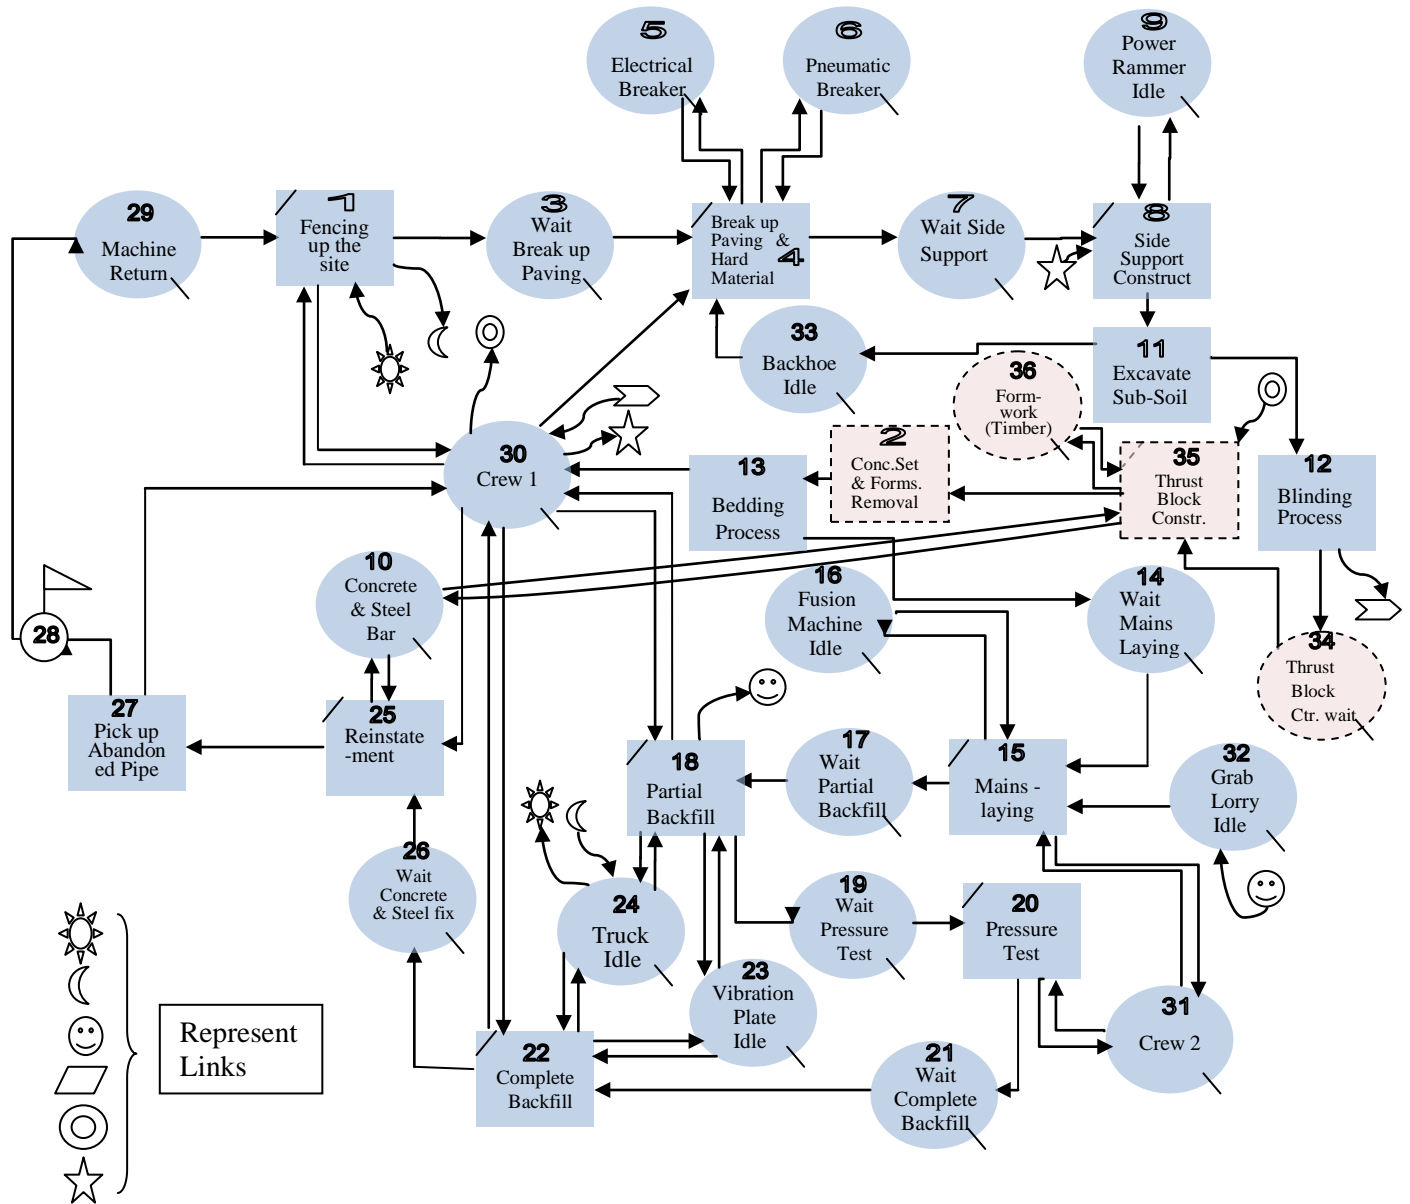 5
Electrical
Breaker
6
Pneumatic
Breaker
9
Power
Rammer
Idle
29
Machine
Return
1
Fencing
up the
site
3
Wait
Break up
Paving
Break up
Paving &
Hard 4
Material
7
Wait Side
Support
8
Side
Support
Construct
33
Backhoe
Idle
36
Form-
work
(Timber)
11
Excavate
Sub-Soil
30
Crew 1
13
Bedding
Process
2
Conc.Set
& Forms.
Removal
35
Thrust
Block
Constr.
12
Blinding
Process
10
Concrete
& Steel
Bar
16
Fusion
Machine
Idle
14
Wait
Mains
Laying
34
Thrust
Block
Ctr. wait
28
27
Pick up
Abandon
ed Pipe
25
Reinstate
-ment
18
Partial
Backfill
17
Wait
Partial
Backfill
15
Mains -
laying
32
Grab
Lorry
Idle
26
Wait
Concrete
& Steel fix
24
Truck
Idle
19
Wait
Pressure
Test
20
Pressure
Test
23
Vibration
Plate
Idle
31
Crew 2
22
Complete
Backfill
21
Wait
Complete
Backfill
Represent
Links